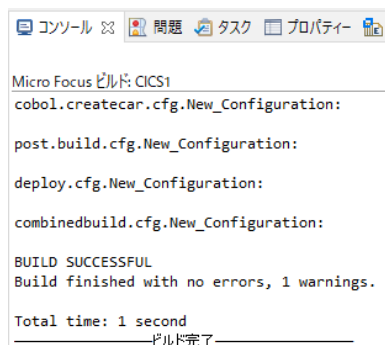 コンソール 問題 タスク プロパティー
Micro Focus ビルド: CICS1
cobol.createcar.cfg.New_Configuration:
post.build.cfg.New_Configuration:
deploy.cfg.New_Configuration:
combinedbuild.cfg.New_Configuration:
BUILD SUCCESSFUL
Build finished with no errors, 1 warnings.
Total time: 1 second
ビルド完了